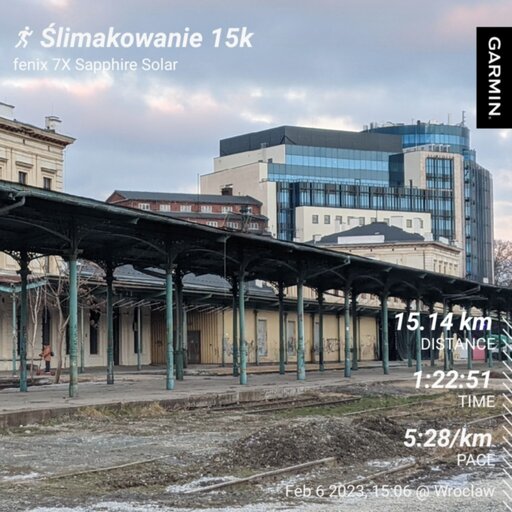 Ślimakowanie 15k
fenix 7X Sapphire Solar
GARMIN
15.14 km
DISTANCE
1:22:51
TIME
5:28/km
PACE
Feb 6 2023, 15:06 @ Wroclaw